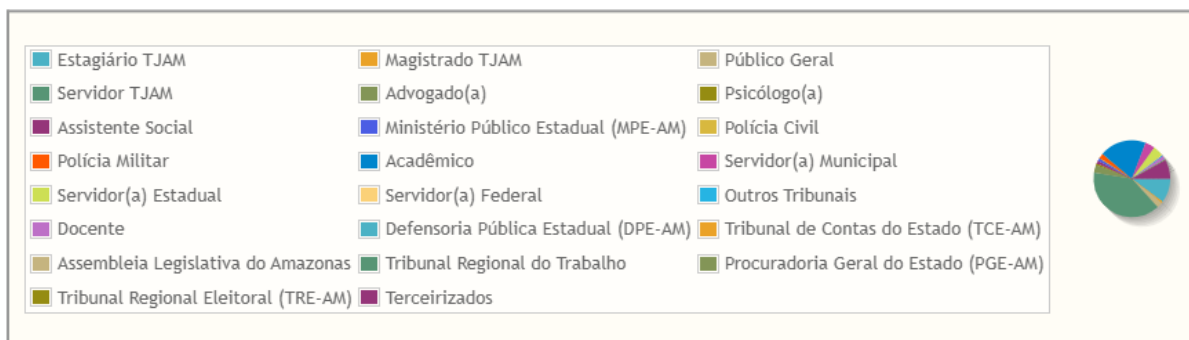 Estagiário TJAM Magistrado TJAM Público Geral
Servidor TJAM Advogado(a) Psicólogo(a)
Assistente Social Ministério Público Estadual (MPE-AM) Polícia Civil
Polícia Militar Acadêmico Servidor(a) Municipal
Servidor(a) Estadual Servidor(a) Federal Outros Tribunais
Docente Defensoria Pública Estadual (DPE-AM) Tribunal de Contas do Estado (TCE-AM)
Assembleia Legislativa do Amazonas Tribunal Regional do Trabalho Procuradoria Geral do Estado (PGE-AM)
Tribunal Regional Eleitoral (TRE-AM) Terceirizados